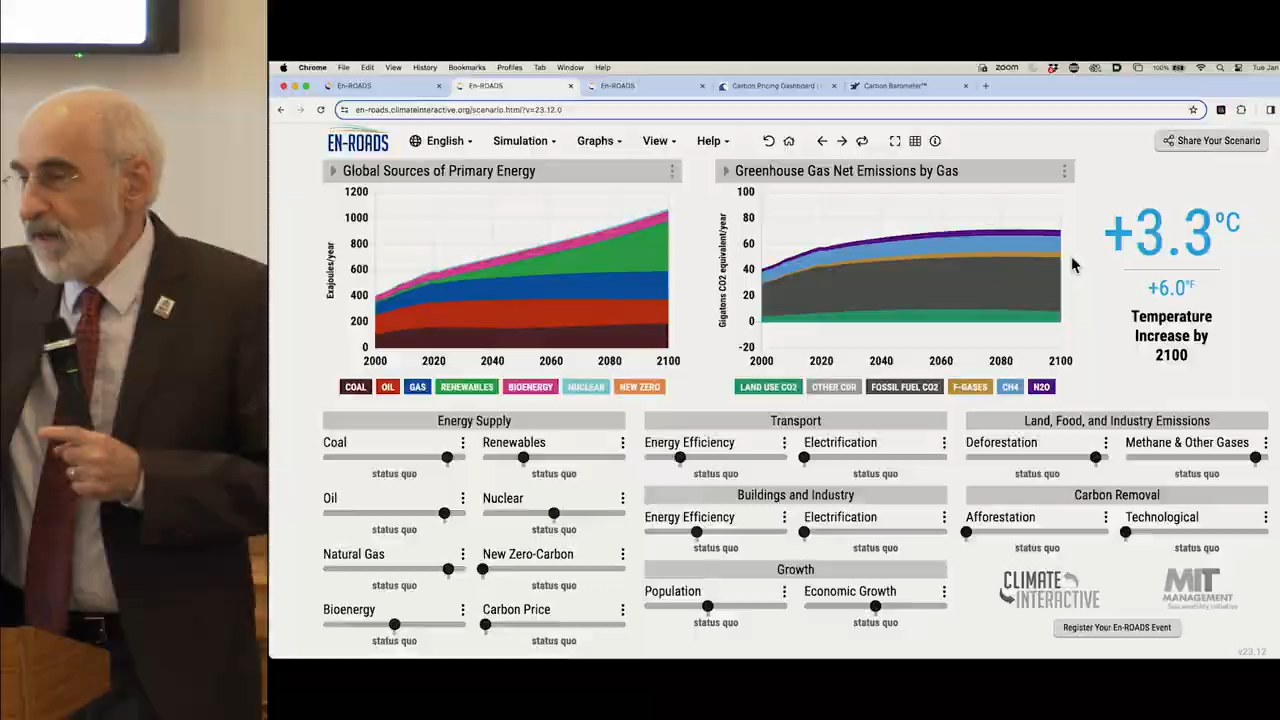 Chrome File Edit View History Bookmarks Profiles Tab Window Help zoom 100% Tue Jan
En-ROADS En-ROADS En-ROADS Carbon Pricing Dashboard | Carbon Barometer™
en-roads.climateinteractive.org/scenario.html?v=23.12.0
EN-ROADS English Simulation Graphs View Help Share Your Scenario
Global Sources of Primary Energy
Exajoules/year
1200
1000
800
600
400
200
0
2000 2020 2040 2060 2080 2100
COAL OIL GAS RENEWABLES BIOENERGY NUCLEAR NEW ZERO
Greenhouse Gas Net Emissions by Gas
Gigatons CO2 equivalent/year
100
80
60
40
20
0
-20
2000 2020 2040 2060 2080 2100
LAND USE CO2 OTHER CDR FOSSIL FUEL CO2 F-GASES CH4 N2O
+3.3°C
+6.0°F
Temperature
Increase by
2100
Energy Supply
Coal Renewables
status quo status quo
Oil Nuclear
status quo status quo
Natural Gas New Zero-Carbon
status quo status quo
Bioenergy Carbon Price
status quo status quo
Transport
Energy Efficiency Electrification
status quo status quo
Buildings and Industry
Energy Efficiency Electrification
status quo status quo
Growth
Population Economic Growth
status quo status quo
Land, Food, and Industry Emissions
Deforestation Methane & Other Gases
status quo status quo
Carbon Removal
Afforestation Technological
status quo status quo
CLIMATE
INTERACTIVE
MIT
MANAGEMENT
Sustainability Initiative
Register Your En-ROADS Event
v23.12